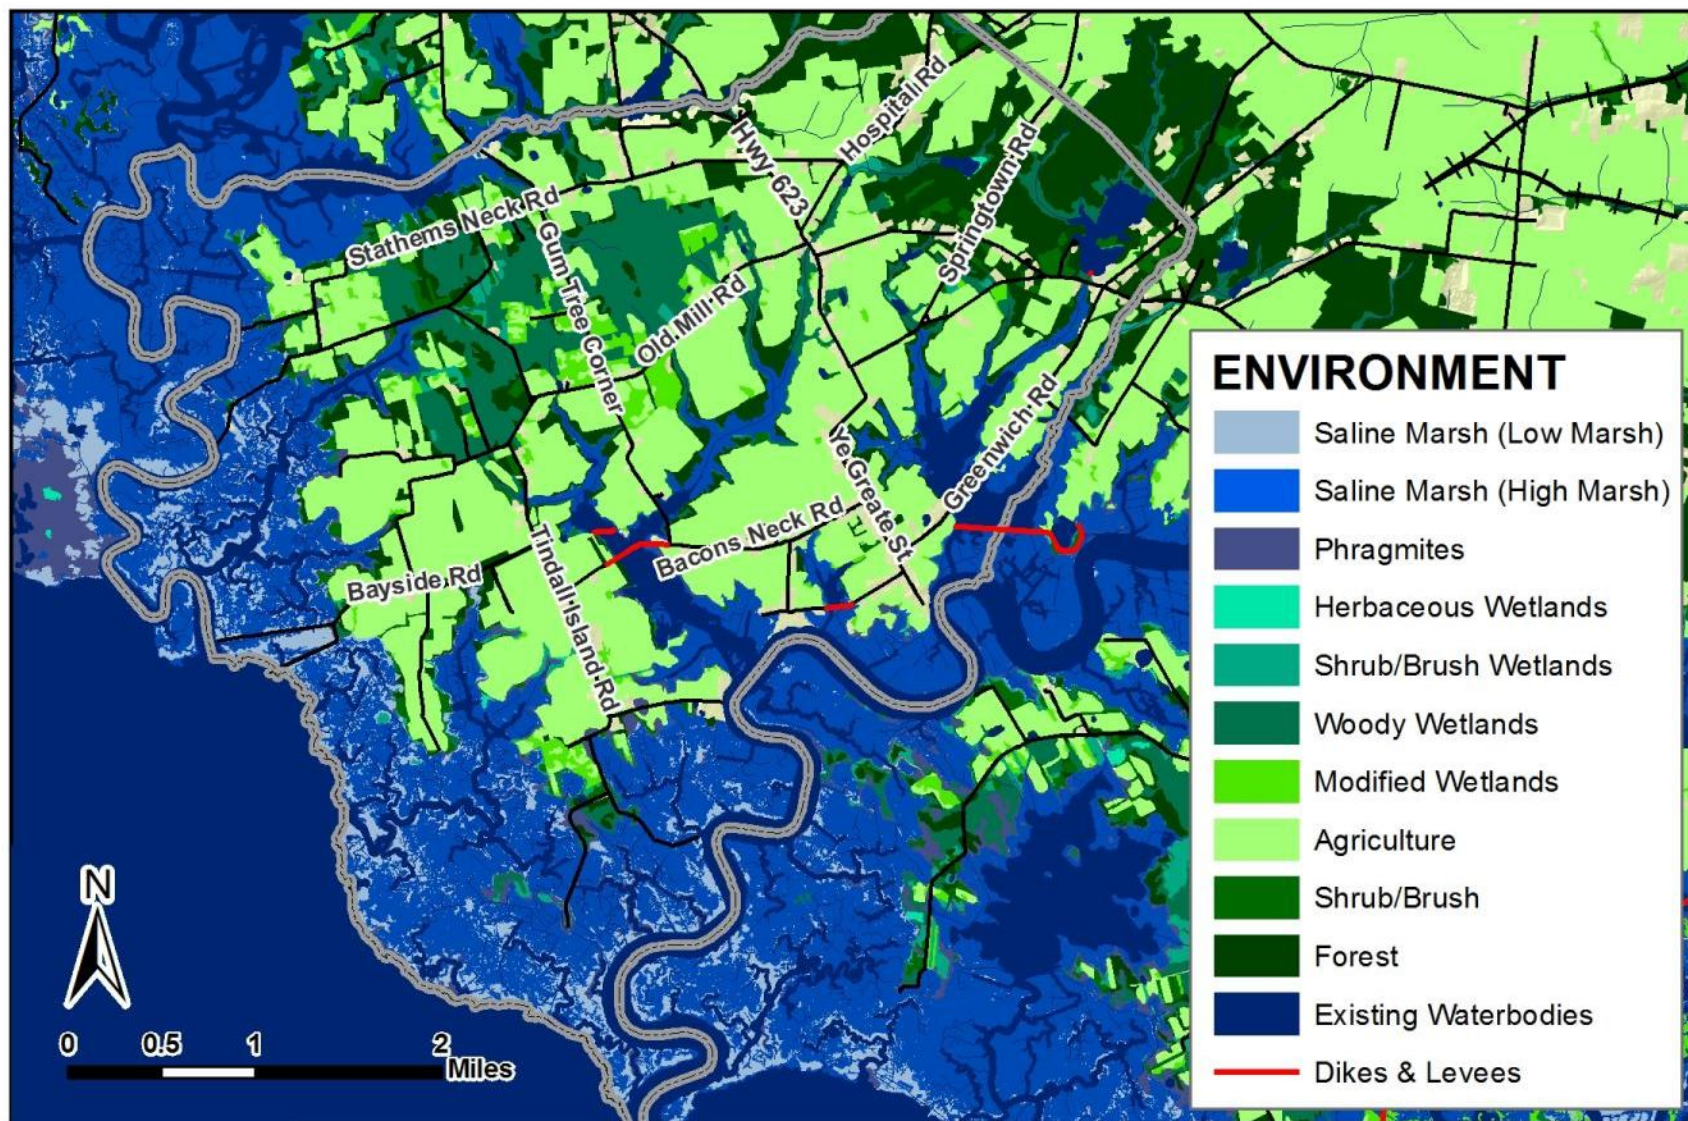 Hospital Rd
Hwy 623
Springtown Rd
Stathems Neck Rd
Gum Tree Corner
Old Mill Rd
Ye Greate St
Greenwich Rd
Bacons Neck Rd
Tindall Island Rd
Bayside Rd
ENVIRONMENT
Saline Marsh (Low Marsh)
Saline Marsh (High Marsh)
Phragmites
Herbaceous Wetlands
Shrub/Brush Wetlands
Woody Wetlands
Modified Wetlands
Agriculture
Shrub/Brush
Forest
Existing Waterbodies
Dikes & Levees
N
0 0.5 1 2
Miles